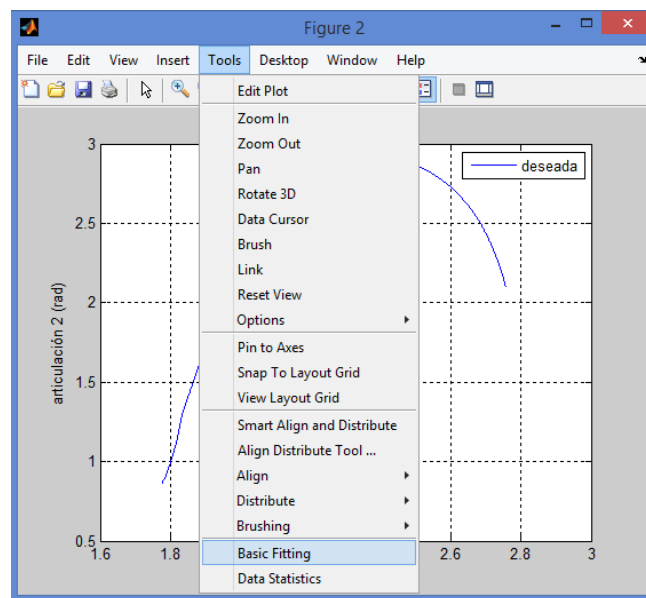 Figure 2
File Edit View Insert Tools Desktop Window Help
Edit Plot
Zoom In
Zoom Out
Pan
Rotate 3D
Data Cursor
Brush
Link
Reset View
Options
Pin to Axes
Snap To Layout Grid
View Layout Grid
Smart Align and Distribute
Align Distribute Tool ...
Align
Distribute
Brushing
Basic Fitting
Data Statistics
deseada
articulación 2 (rad)
3
2.5
2
1.5
1
0.5
1.6 1.8 2.6 2.8 3